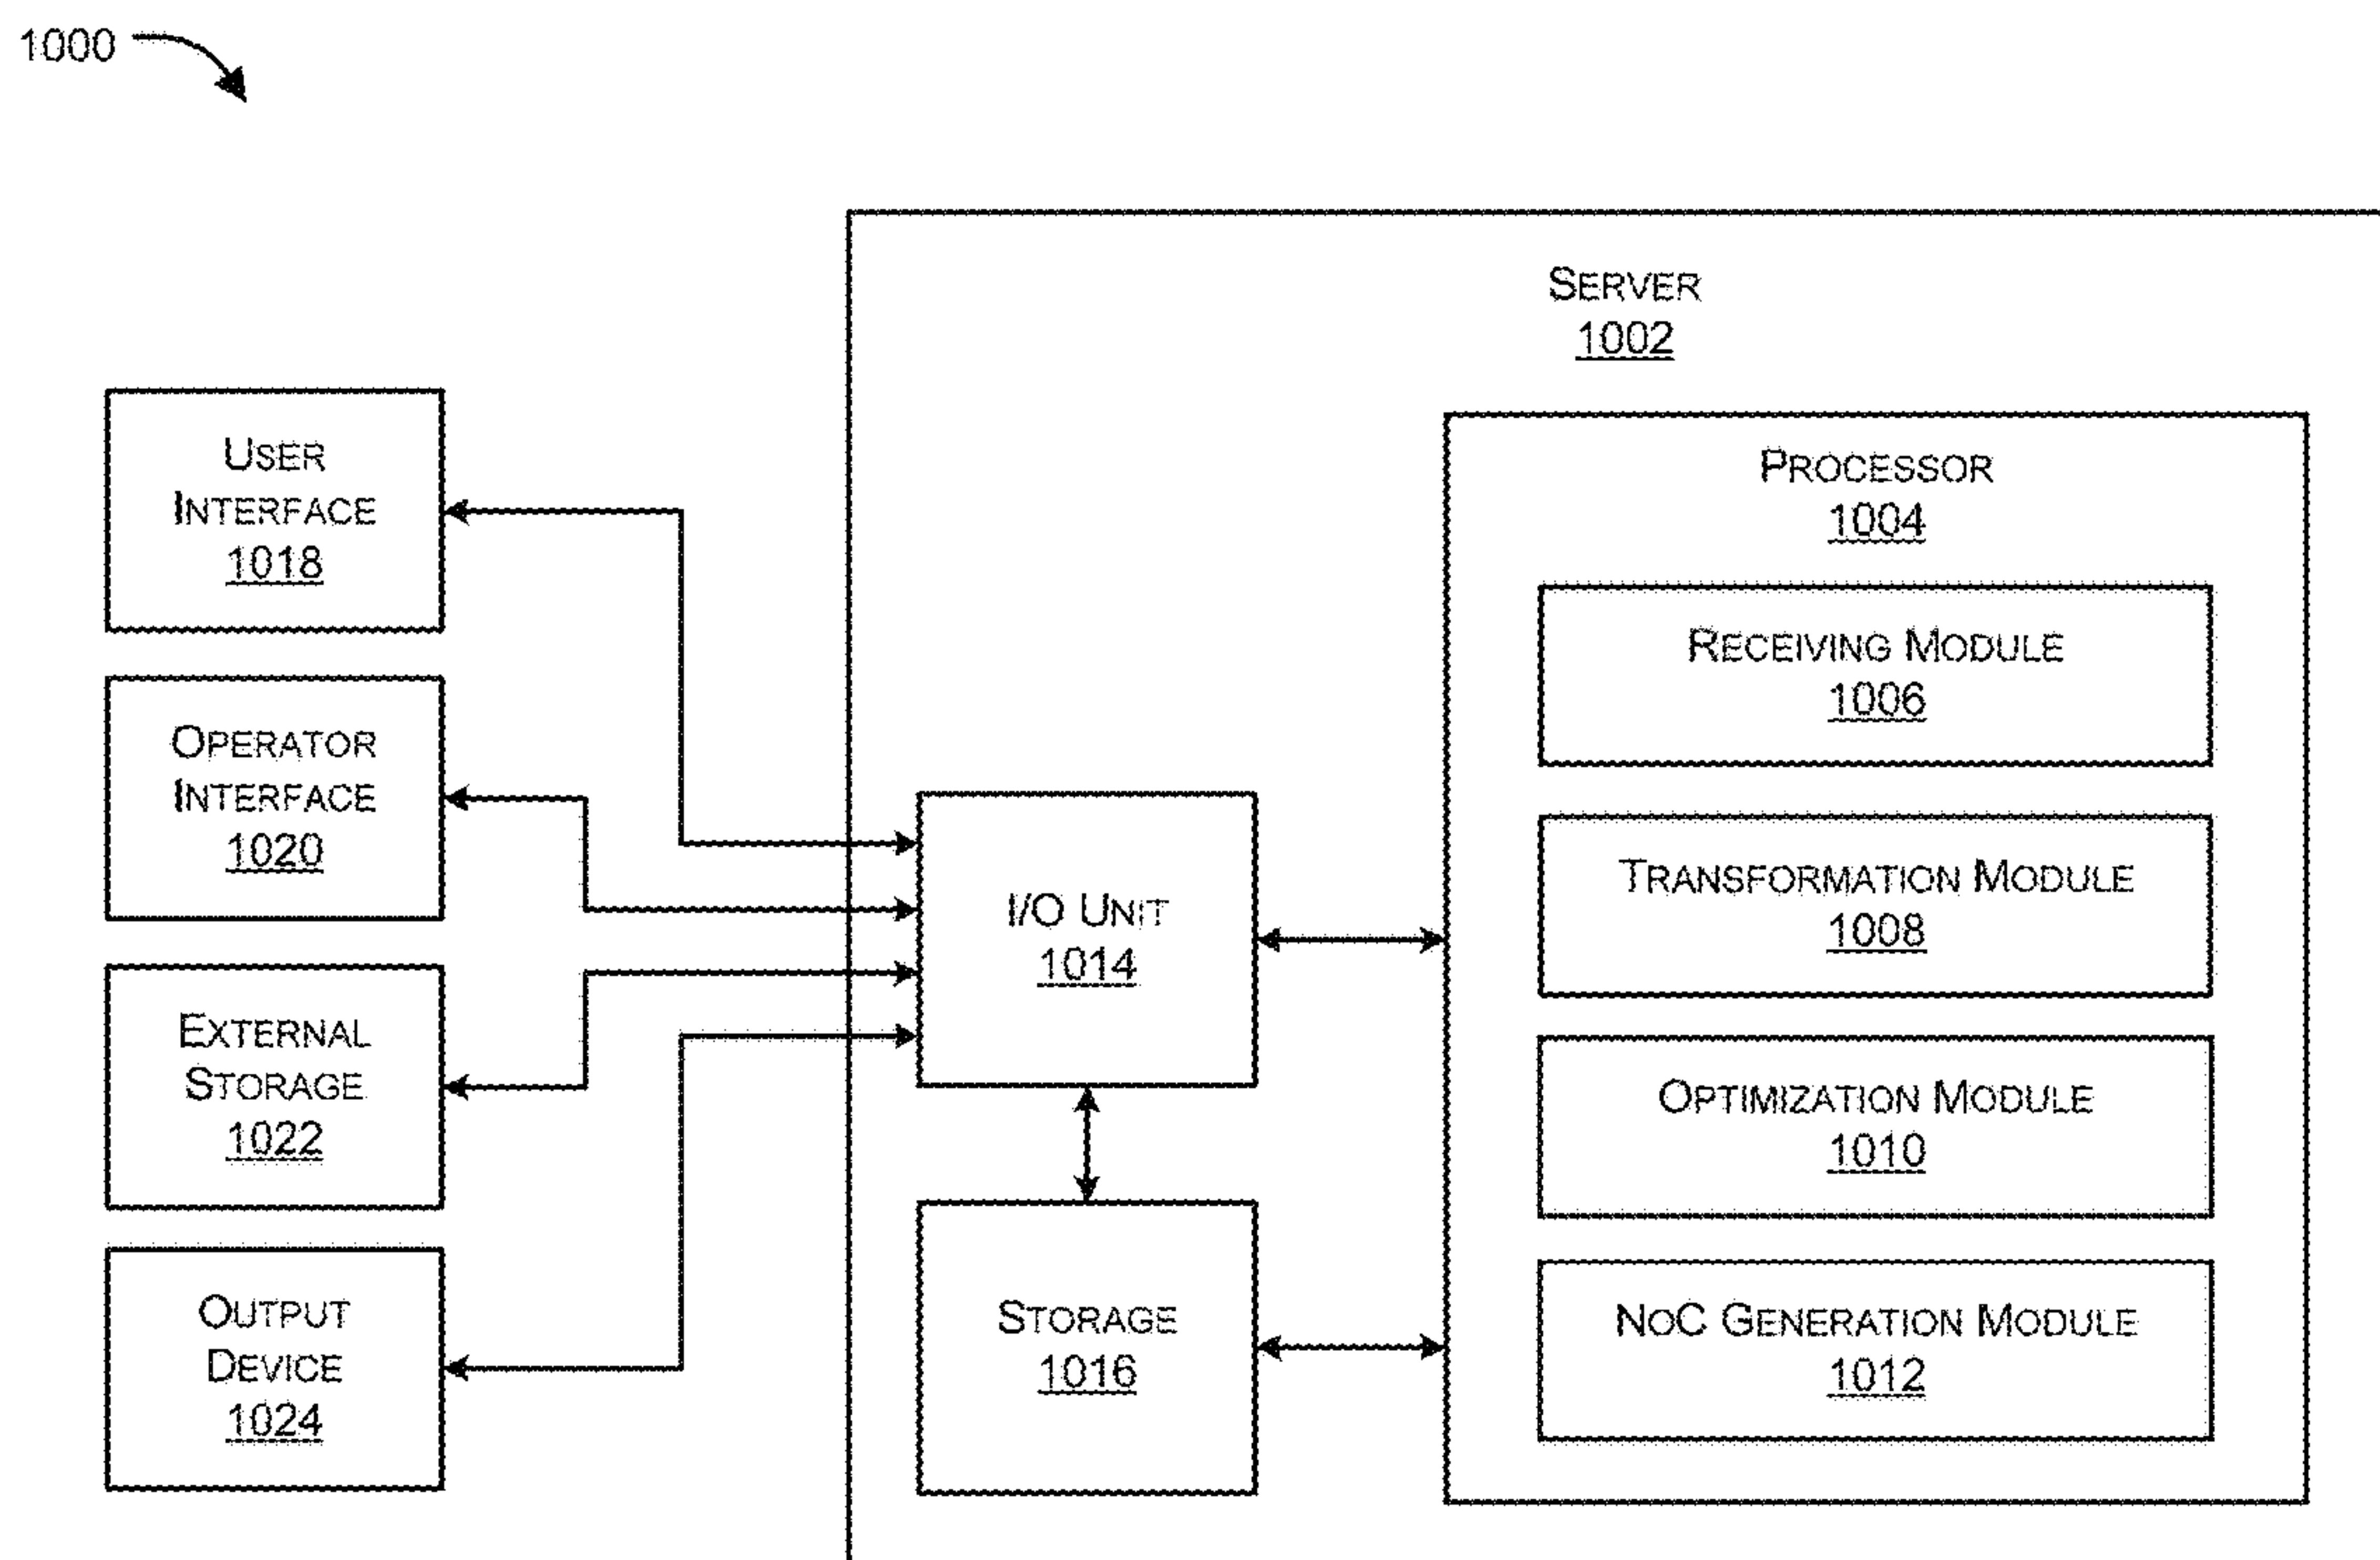 1000
SERVER
1002
USER
INTERFACE
1018
OPERATOR
INTERFACE
1020
EXTERNAL
STORAGE
1022
OUTPUT
DEVICE
1024
I/O UNIT
1014
STORAGE
1016
PROCESSOR
1004
RECEIVING MODULE
1006
TRANSFORMATION MODULE
1008
OPTIMIZATION MODULE
1010
NOC GENERATION MODULE
1012